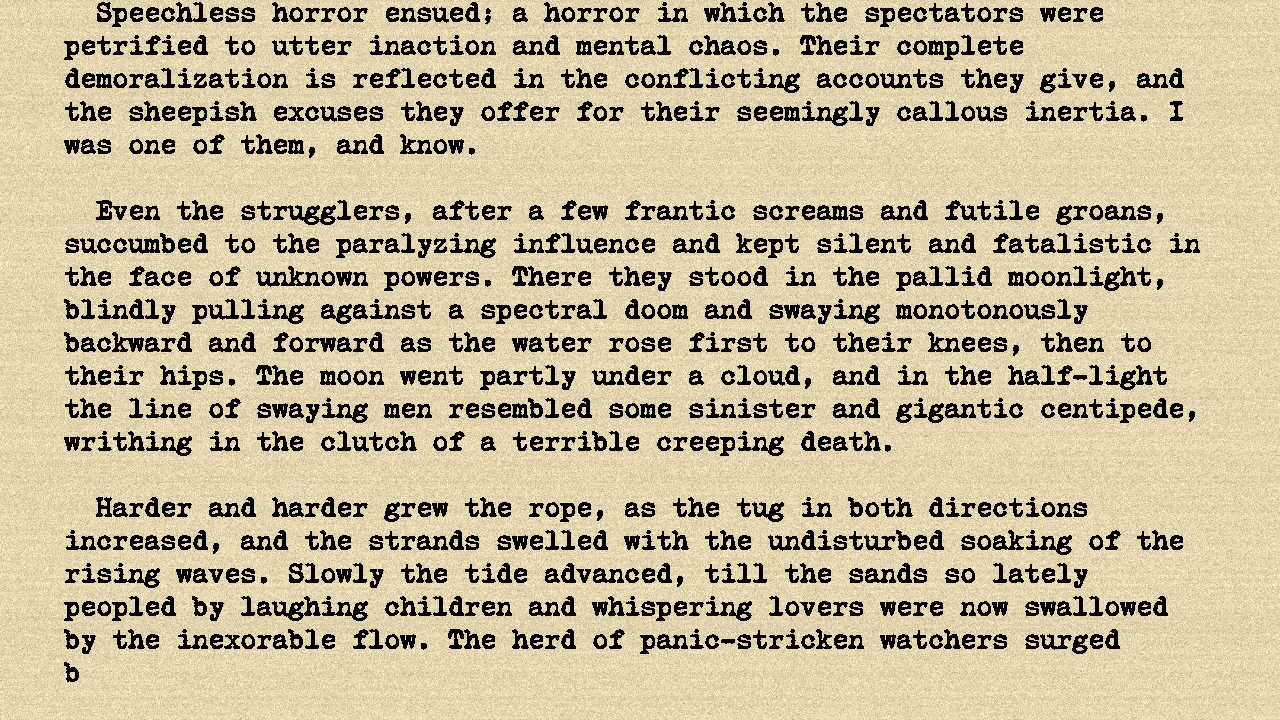 Speechless horror ensued; a horror in which the spectators were
petrified to utter inaction and mental chaos. Their complete
demoralization is reflected in the conflicting accounts they give, and
the sheepish excuses they offer for their seemingly callous inertia. I
was one of them, and know.
Even the strugglers, after a few frantic screams and futile groans,
succumbed to the paralyzing influence and kept silent and fatalistic in
the face of unknown powers. There they stood in the pallid moonlight,
blindly pulling against a spectral doom and swaying monotonously
backward and forward as the water rose first to their knees, then to
their hips. The moon went partly under a cloud, and in the half-light
the line of swaying men resembled some sinister and gigantic centipede,
writhing in the clutch of a terrible creeping death.
Harder and harder grew the rope, as the tug in both directions
increased, and the strands swelled with the undisturbed soaking of the
rising waves. Slowly the tide advanced, till the sands so lately
peopled by laughing children and whispering lovers were now swallowed
by the inexorable flow. The herd of panic-stricken watchers surged
b